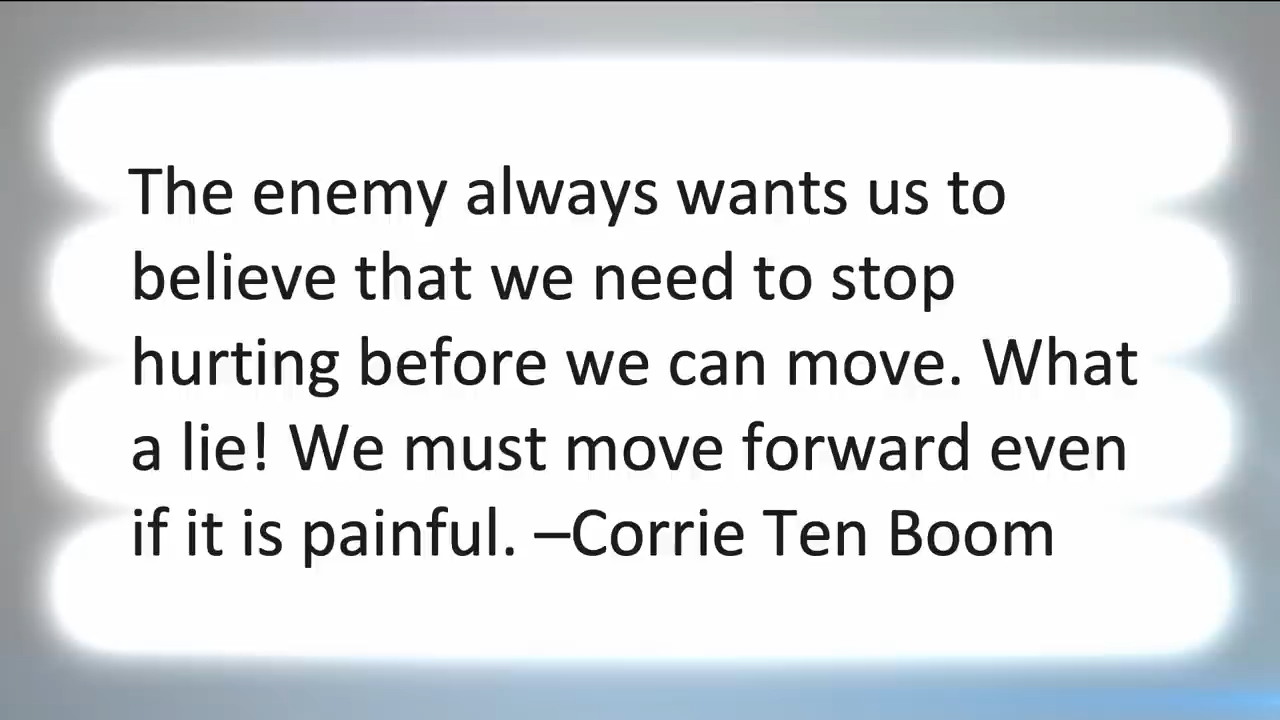 The enemy always wants us to
believe that we need to stop
hurting before we can move. What
a lie! We must move forward even
if it is painful. –Corrie Ten Boom